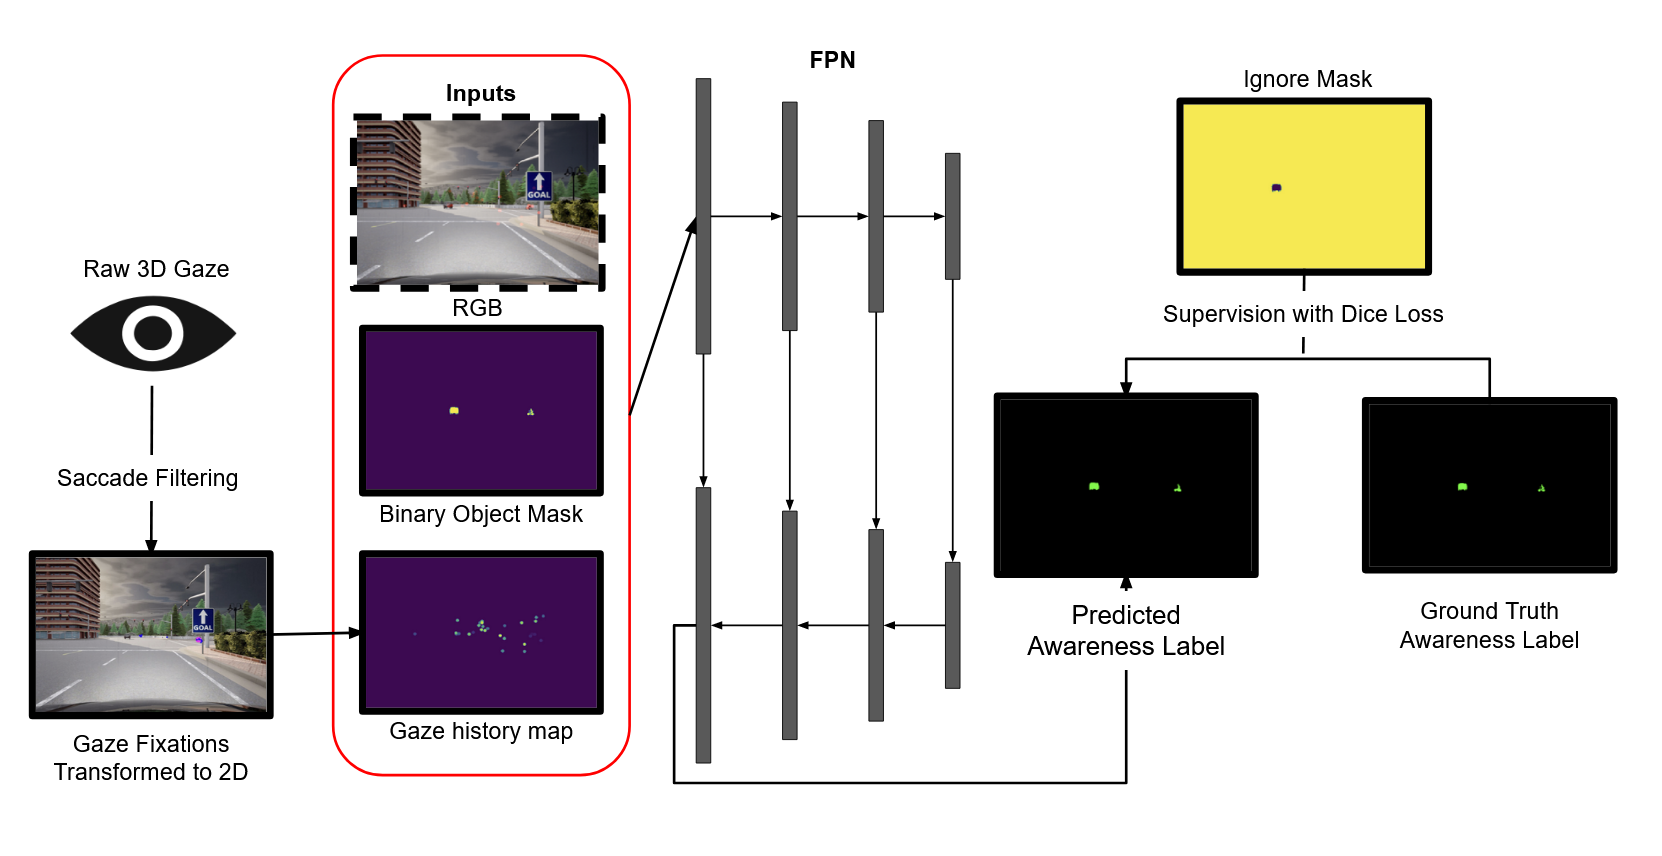 Raw 3D Gaze
Saccade Filtering
GOAL
Gaze Fixations
Transformed to 2D
Inputs
GOAL
RGB
Binary Object Mask
Gaze history map
FPN
Ignore Mask
Supervision with Dice Loss
Predicted
Awareness Label
Ground Truth
Awareness Label